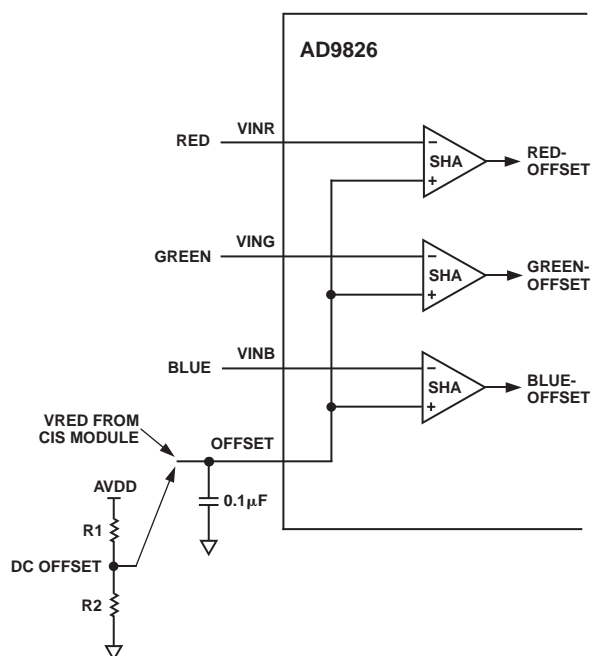 AD9826
VINR
RED
SHA
RED-
OFFSET
VING
GREEN
SHA
GREEN-
OFFSET
VINB
BLUE
SHA
BLUE-
OFFSET
VRED FROM
CIS MODULE
OFFSET
AVDD
0.1μF
R1
DC OFFSET
R2